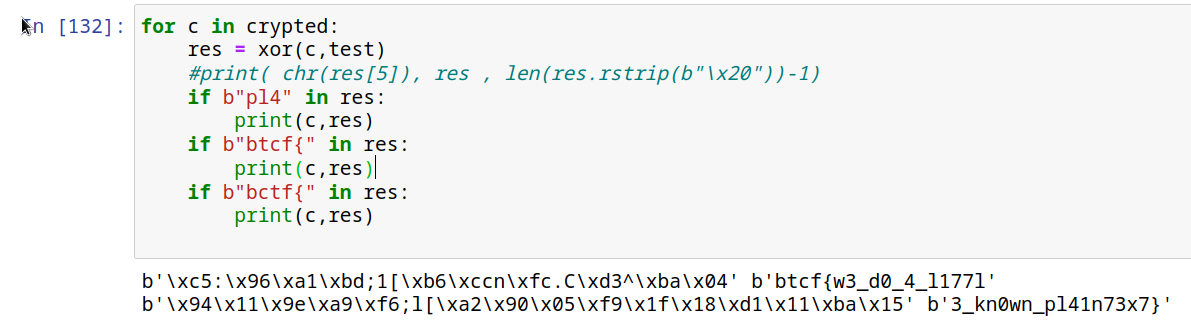 In [132]: for c in crypted:
res = xor(c,test)
#print( chr(res[5]), res , len(res.rstrip(b"\x20"))-1)
if b"pl4" in res:
print(c,res)
if b"btcf{" in res:
print(c,res)
if b"bctf{" in res:
print(c,res)
b'\xc5:\x96\xa1\xbd;1[\xb6\xccn\xfc.C\xd3^\xba\x04' b'btcf{w3_d0_4_l177l'
b'\x94\x11\x9e\xa9\xf6;l[\xa2\x90\x05\xf9\x1f\x18\xd1\x11\xba\x15' b'3_kn0wn_pl41n73x7}'